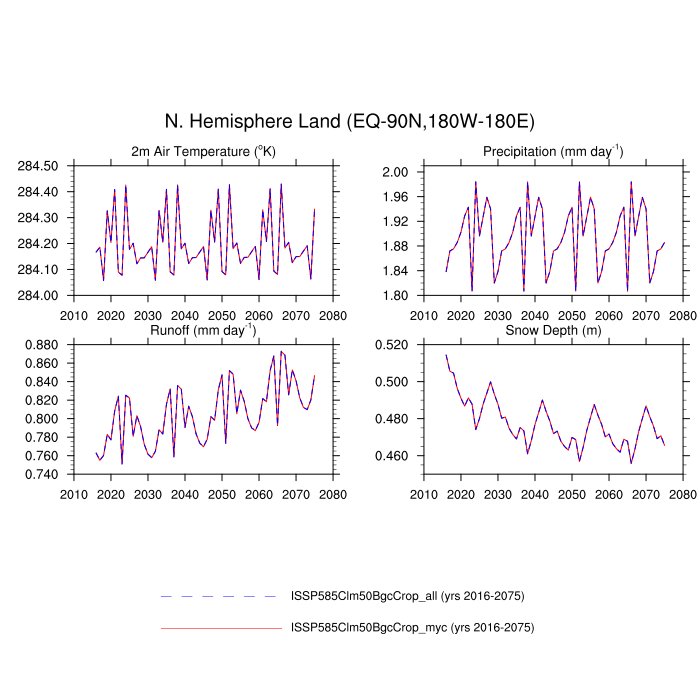 N. Hemisphere Land (EQ-90N,180W-180E)
2m Air Temperature (°K)
284.50
284.40
284.30
284.20
284.10
284.00
2010 2020 2030 2040 2050 2060 2070 2080
Precipitation (mm day-1)
2.00
1.96
1.92
1.88
1.84
1.80
2010 2020 2030 2040 2050 2060 2070 2080
Runoff (mm day-1)
0.880
0.860
0.840
0.820
0.800
0.780
0.760
0.740
2010 2020 2030 2040 2050 2060 2070 2080
Snow Depth (m)
0.520
0.500
0.480
0.460
2010 2020 2030 2040 2050 2060 2070 2080
ISSP585Clm50BgcCrop_all (yrs 2016-2075)
ISSP585Clm50BgcCrop_myc (yrs 2016-2075)